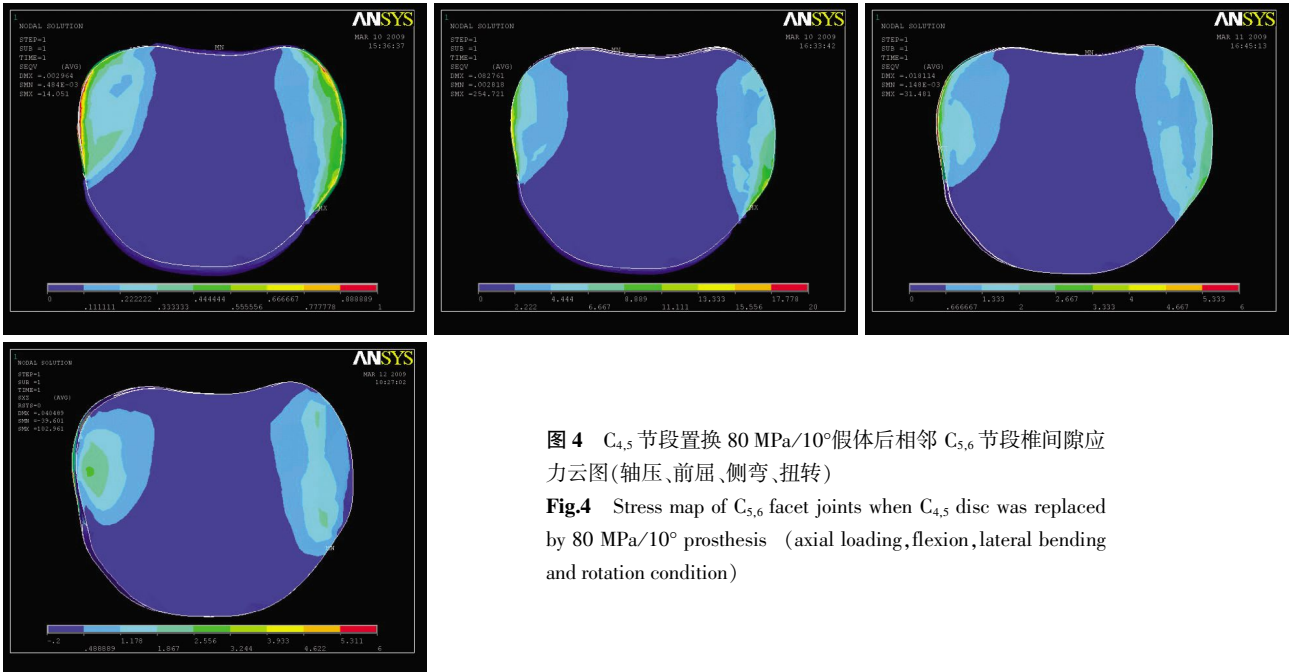 1
NODAL SOLUTION
STEP=1
SUB =1
TIME=1
SEQV (AVG)
DMX =.002964
SMN =.484E-03
SMX =14.051
ANSYS
MAR 10 2009
15:36:37
MN
MX
0 .222222 .444444 .666667 .888889
.111111 .333333 .555556 .777778 1
1
NODAL SOLUTION
STEP=1
SUB =1
TIME=1
SEQV (AVG)
DMX =.082761
SMN =.002818
SMX =254.721
ANSYS
MAR 10 2009
16:33:42
MN
MX
0 4.444 8.889 13.333 17.778
2.222 6.667 11.111 15.556 20
1
NODAL SOLUTION
STEP=1
SUB =1
TIME=1
SEQV (AVG)
DMX =.018114
SMN =.148E-03
SMX =31.481
ANSYS
MAR 11 2009
16:45:13
MN
0 1.333 2.667 4 5.333
.666667 2 3.333 4.667 6
1
NODAL SOLUTION
STEP=1
SUB =1
TIME=1
SXZ (AVG)
RSYS=0
DMX =.040489
SMN =-39.601
SMX =102.961
ANSYS
MAR 12 2009
18:27:02
MN
-.2 1.178 2.556 3.933 5.311
.488889 1.867 3.244 4.622 6
图 4 C4,5 节段置换 80 MPa/10°假体后相邻 C5,6 节段椎间隙应
力云图(轴压、前屈、侧弯、扭转)
Fig.4 Stress map of C5,6 facet joints when C4,5 disc was replaced
by 80 MPa/10° prosthesis (axial loading,flexion,lateral bending
and rotation condition)